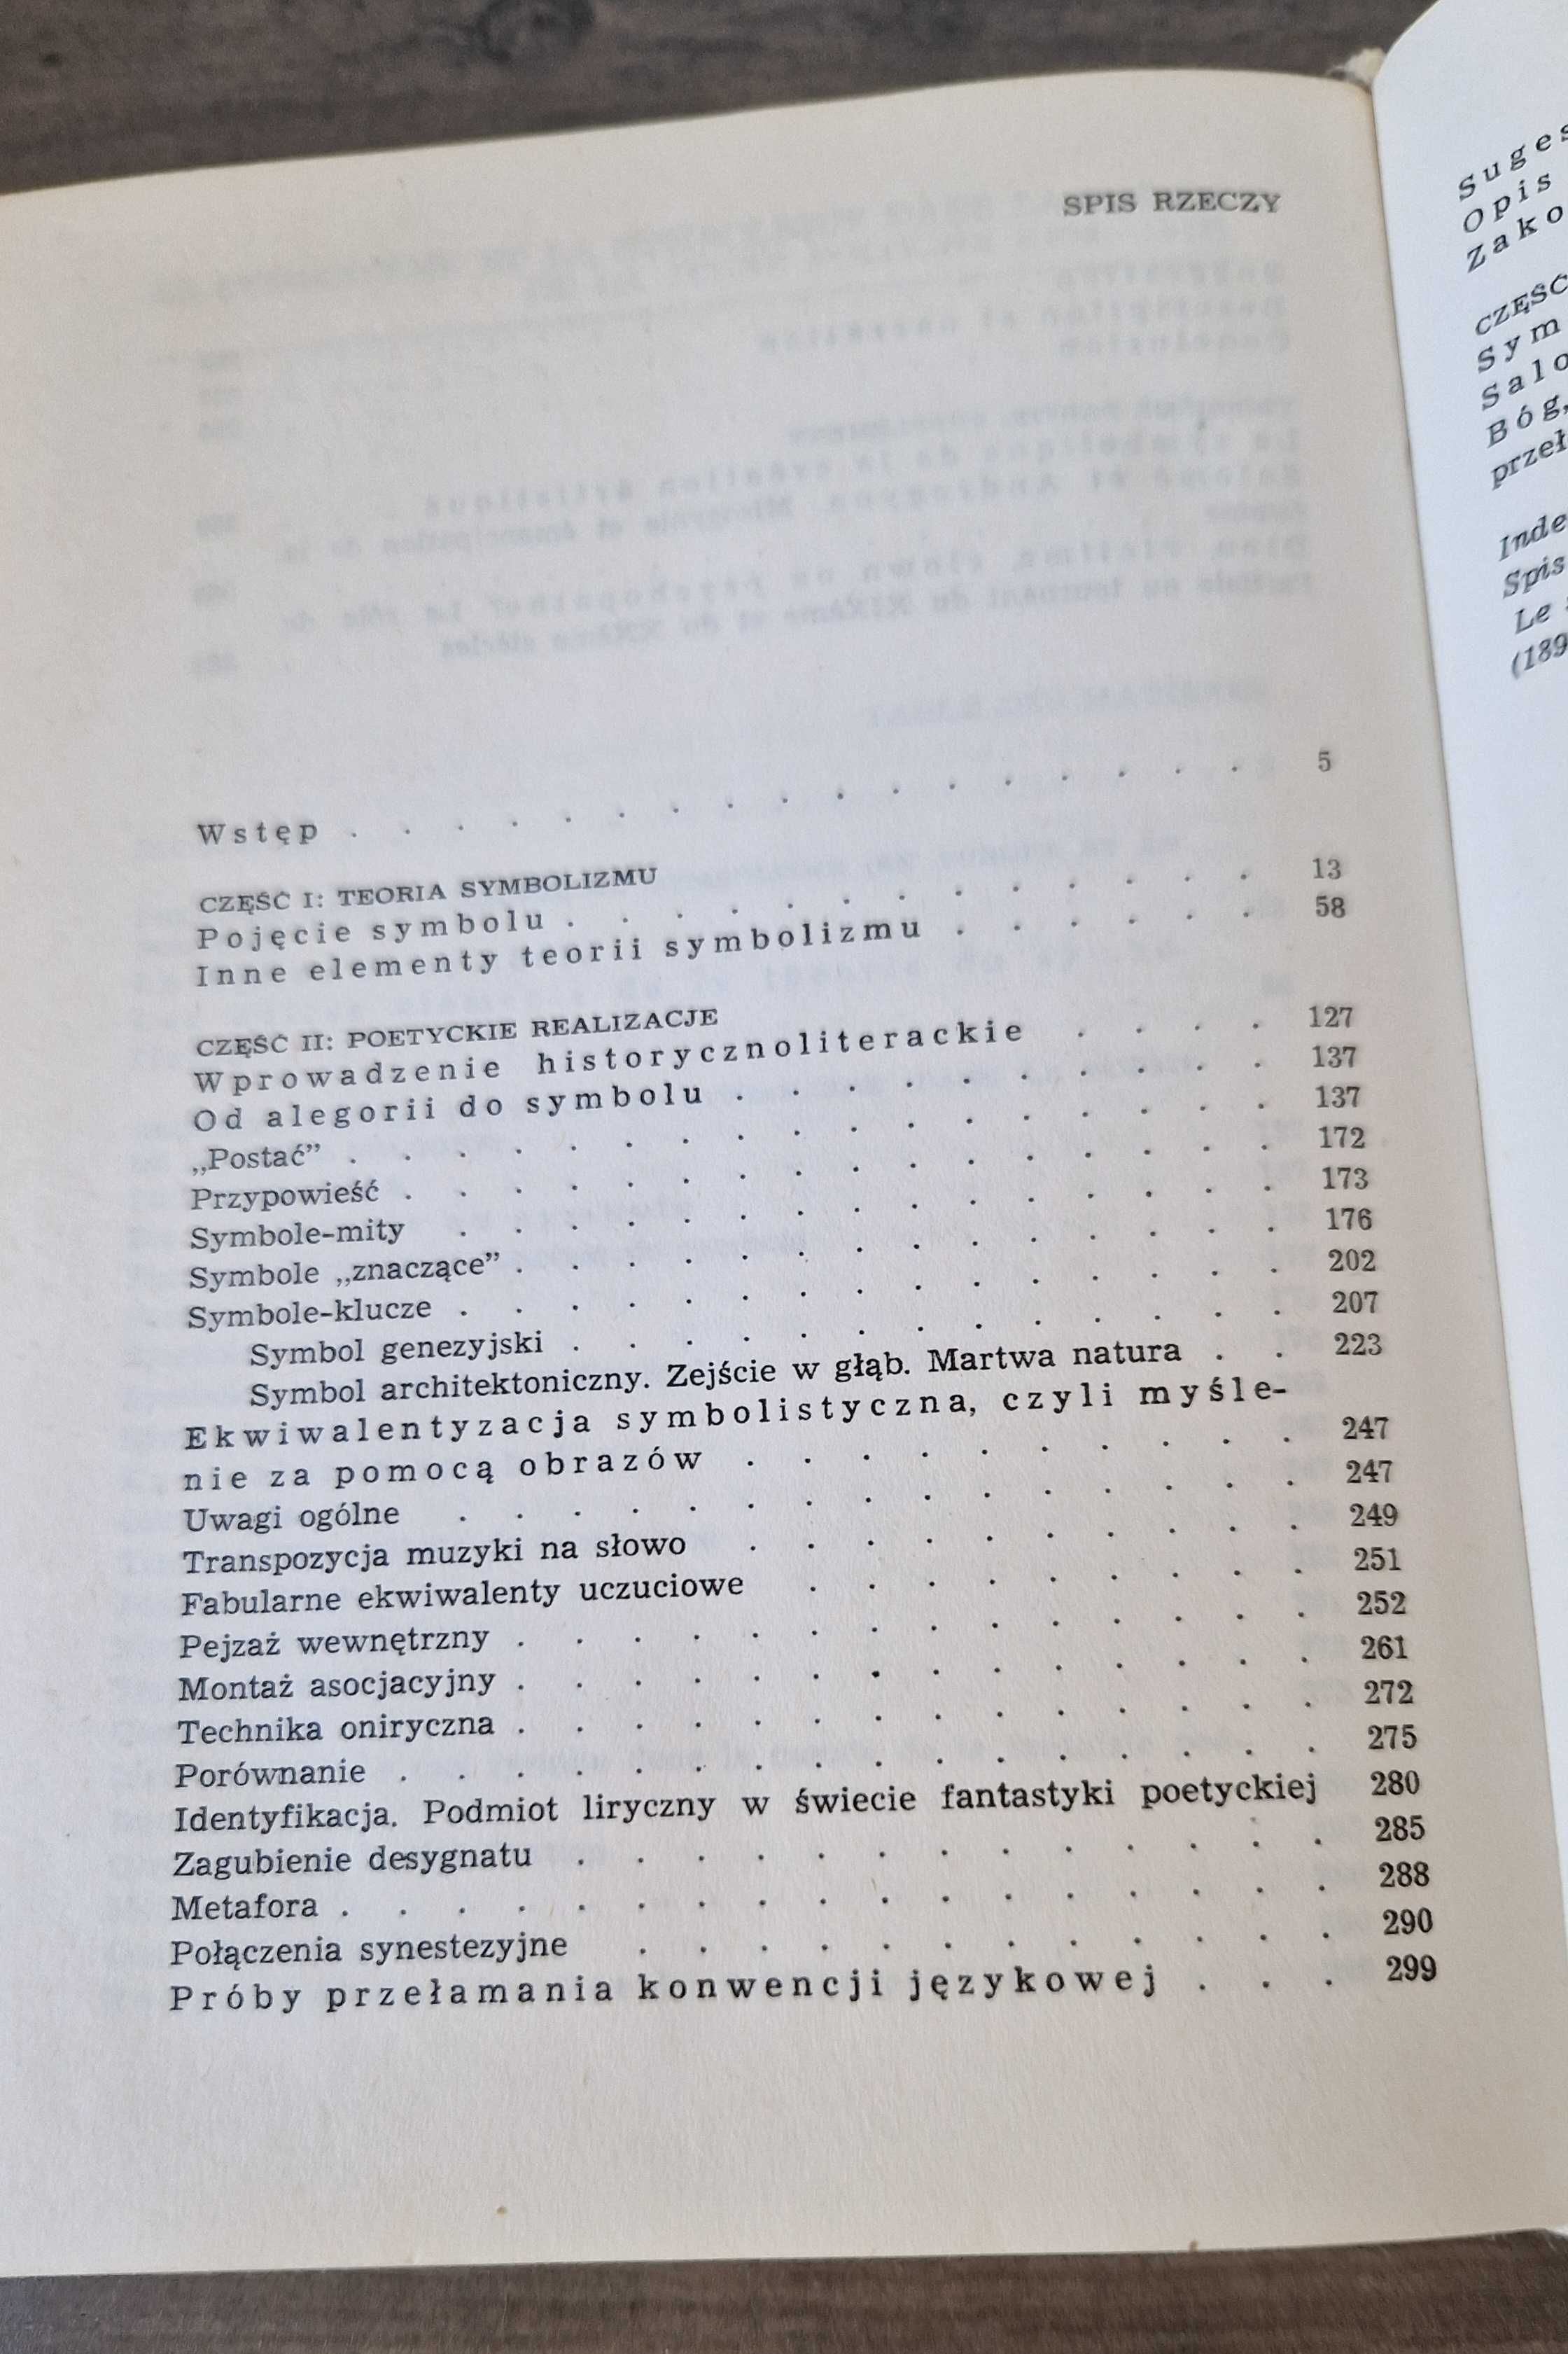 SPIS RZECZY
Wstęp . . . . . . . . . . . . . . . . . 5
CZĘŚĆ I: TEORIA SYMBOLIZMU
Pojęcie symbolu . . . . . . . . . . . . . 13
Inne elementy teorii symbolizmu . . . . . . 58
CZĘŚĆ II: POETYCKIE REALIZACJE
Wprowadzenie historycznoliterackie . . . . 127
Od alegorii do symbolu . . . . . . . . . . 137
„Postać” . . . . . . . . . . . . . . . . . 137
Przypowieść . . . . . . . . . . . . . . . . 172
Symbole-mity . . . . . . . . . . . . . . . 173
Symbole „znaczące” . . . . . . . . . . . . . . 176
Symbole-klucze . . . . . . . . . . . . . . . 202
Symbol genezyjski . . . . . . . . . . . . . 207
Symbol architektoniczny. Zejście w głąb. Martwa natura . . 223
Ekwiwalentyzacja symbolistyczna, czyli myśle-
nie za pomocą obrazów . . . . . . . . . . 247
Uwagi ogólne . . . . . . . . . . . . . . . 247
Transpozycja muzyki na słowo . . . . . . . . . . 249
Fabularne ekwiwalenty uczuciowe . . . . . . . . . 251
Pejzaż wewnętrzny . . . . . . . . . . . . . . 252
Montaż asocjacyjny . . . . . . . . . . . . . . 261
Technika oniryczna . . . . . . . . . . . . . . 272
Porównanie . . . . . . . . . . . . . . . . 275
Identyfikacja. Podmiot liryczny w świecie fantastyki poetyckiej 280
Zagubienie desygnatu . . . . . . . . . . . . . 285
Metafora . . . . . . . . . . . . . . . . . 288
Połączenia synestezyjne . . . . . . . . . . . . 290
Próby przełamania konwencji językowej . . . 299
Opis
CZĘŚĆ
Bóg,
Spis
Le